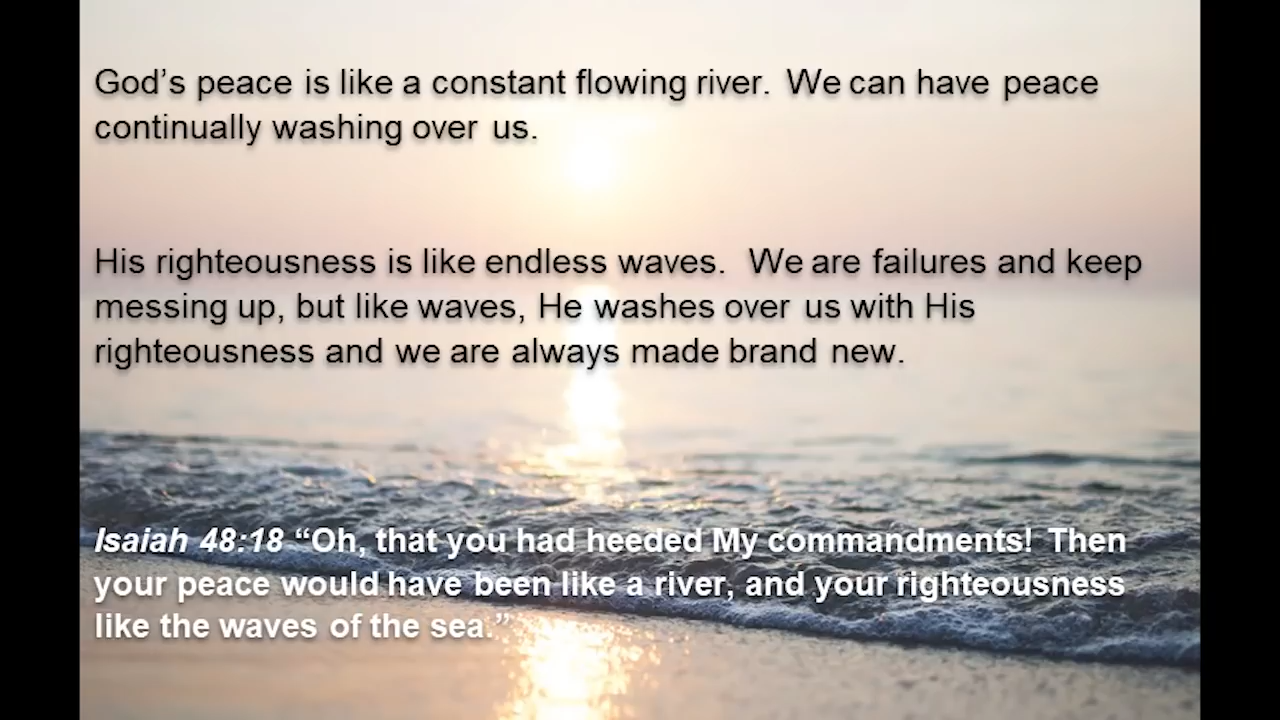 God’s peace is like a constant flowing river.  We can have peace
continually washing over us.
His righteousness is like endless waves.  We are failures and keep
messing up, but like waves, He washes over us with His
righteousness and we are always made brand new.
Isaiah 48:18 “Oh, that you had heeded My commandments!  Then
your peace would have been like a river, and your righteousness
like the waves of the sea.”